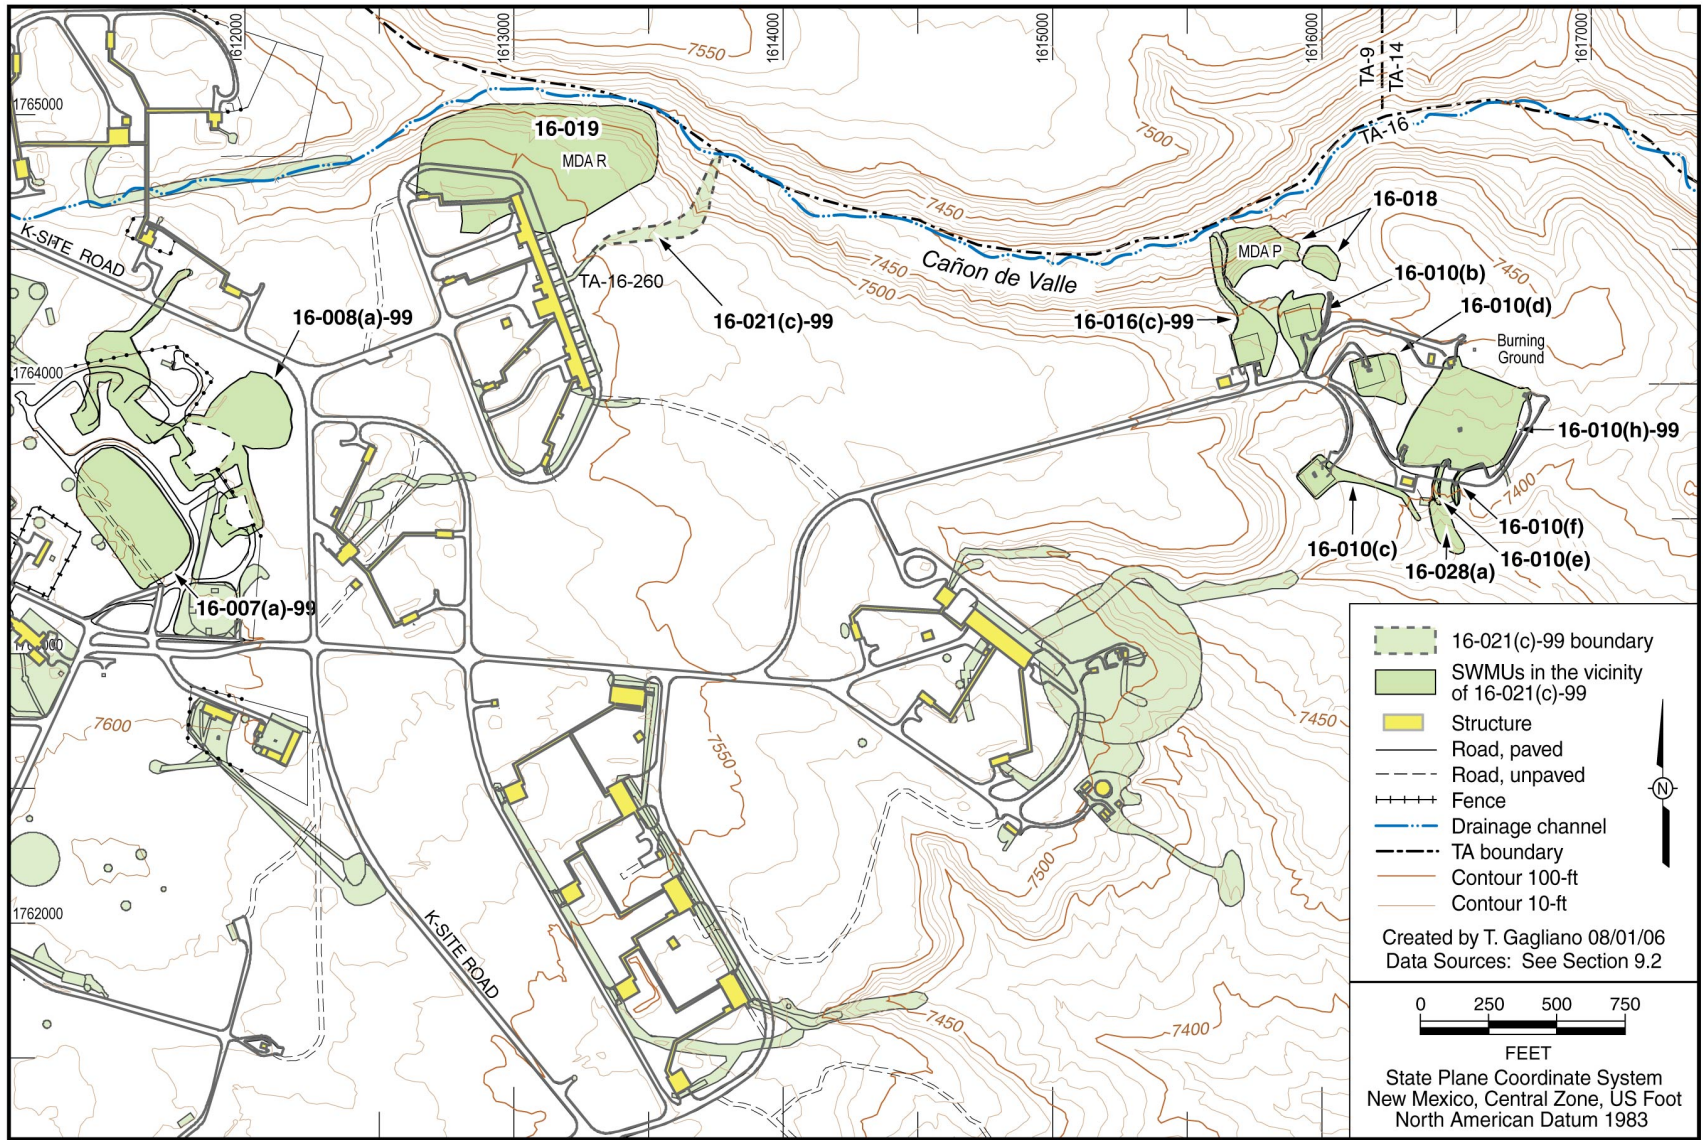 1612000
1613000
1614000
1615000
1616000
1617000
7550
TA-9
TA-14
1765000
16-019
7500
TA-16
MDA R
16-018
7450
K-SITE ROAD
MDA P
Cañon de Valle
7450
16-010(b)
7450
TA-16-260
7500
16-010(d)
16-008(a)-99
16-021(c)-99
16-016(c)-99
Burning
Ground
1764000
16-010(h)-99
7400
16-010(f)
16-010(c)
16-010(e)
16-028(a)
16-007(a)-99
16-021(c)-99 boundary
SWMUs in the vicinity
of 16-021(c)-99
7600
7450
Structure
7550
Road, paved
Road, unpaved
N
Fence
Drainage channel
TA boundary
7500
Contour 100-ft
Contour 10-ft
1762000
K-SITE ROAD
Created by T. Gagliano 08/01/06
Data Sources: See Section 9.2
0 250 500 750
7450
7400
FEET
State Plane Coordinate System
New Mexico, Central Zone, US Foot
North American Datum 1983